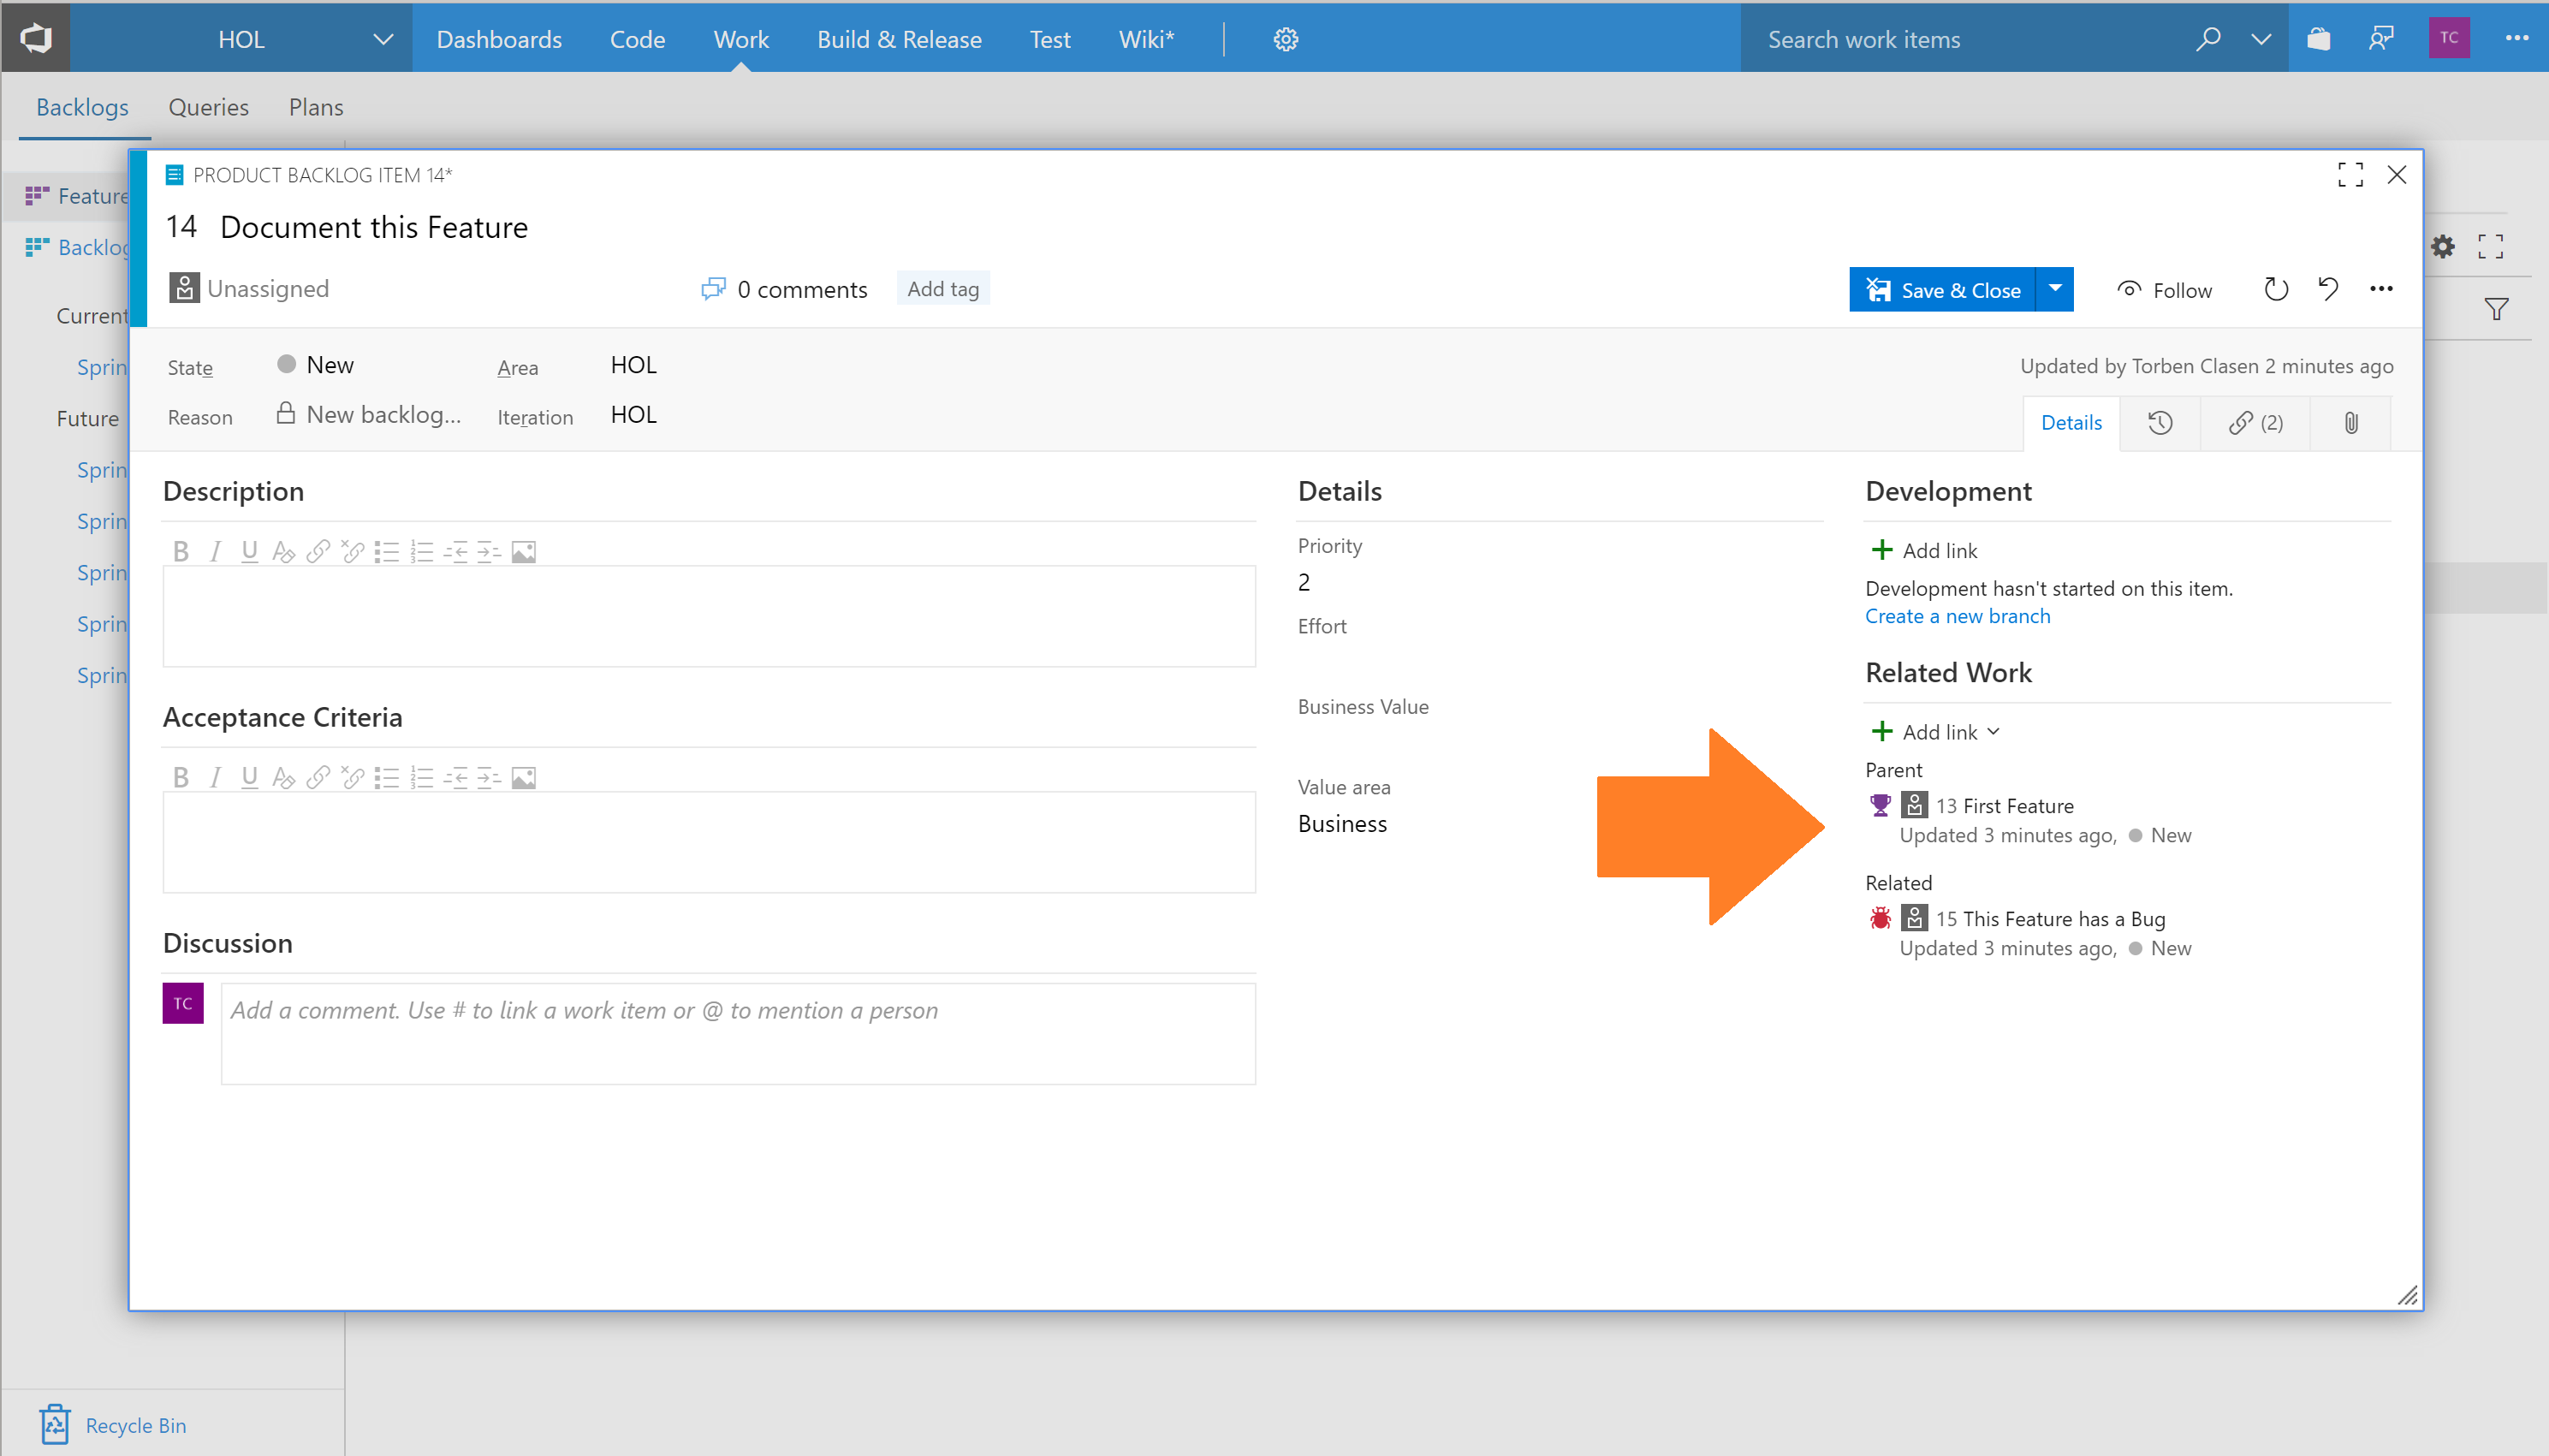 HOL Dashboards Code Work Build & Release Test Wiki* Search work items TC
Backlogs Queries Plans
Feature
Backlog
Current
Sprin
Future
Sprin
Sprin
Sprin
Sprin
Sprin
Recycle Bin
PRODUCT BACKLOG ITEM 14*
14 Document this Feature
Unassigned 0 comments Add tag Save & Close Follow
State New Area HOL Updated by Torben Clasen 2 minutes ago
Reason New backlog... Iteration HOL
Details (2)
Description
B I U
Acceptance Criteria
B I U
Discussion
TC Add a comment. Use # to link a work item or @ to mention a person
Details
Priority
2
Effort
Business Value
Value area
Business
Development
Add link
Development hasn't started on this item.
Create a new branch
Related Work
Add link
Parent
13 First Feature
Updated 3 minutes ago, New
Related
15 This Feature has a Bug
Updated 3 minutes ago, New